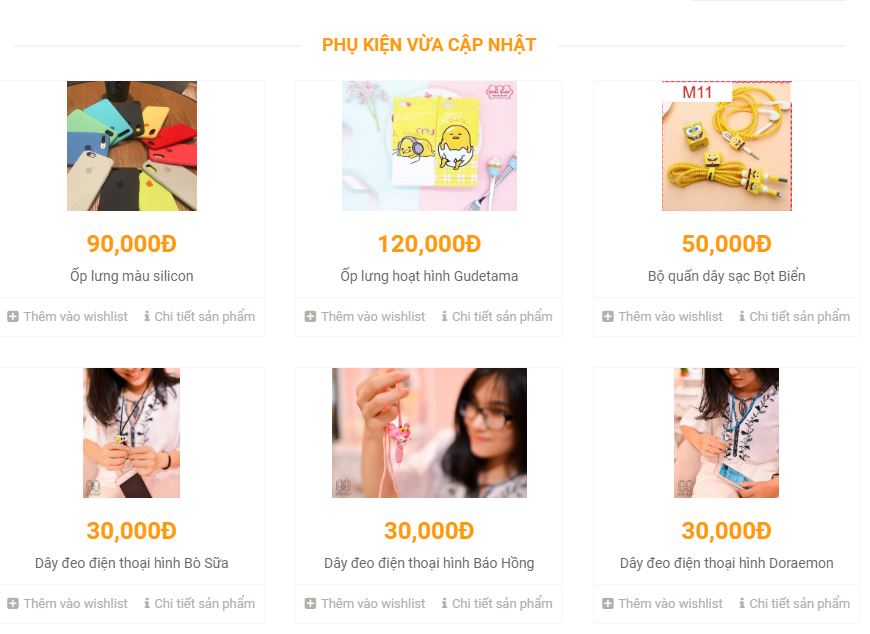 PHỤ KIỆN VỪA CẬP NHẬT
M11
90,000Đ
120,000Đ
50,000Đ
Ốp lưng màu silicon
Ốp lưng hoạt hình Gudetama
Bộ quấn dây sạc Bọt Biển
Thêm vào wishlist
Chi tiết sản phẩm
Thêm vào wishlist
Chi tiết sản phẩm
Thêm vào wishlist
Chi tiết sản phẩm
30,000Đ
30,000Đ
30,000Đ
Dây đeo điện thoại hình Bò Sữa
Dây đeo điện thoại hình Báo Hồng
Dây đeo điện thoại hình Doraemon
Thêm vào wishlist
Chi tiết sản phẩm
Thêm vào wishlist
Chi tiết sản phẩm
Thêm vào wishlist
Chi tiết sản phẩm